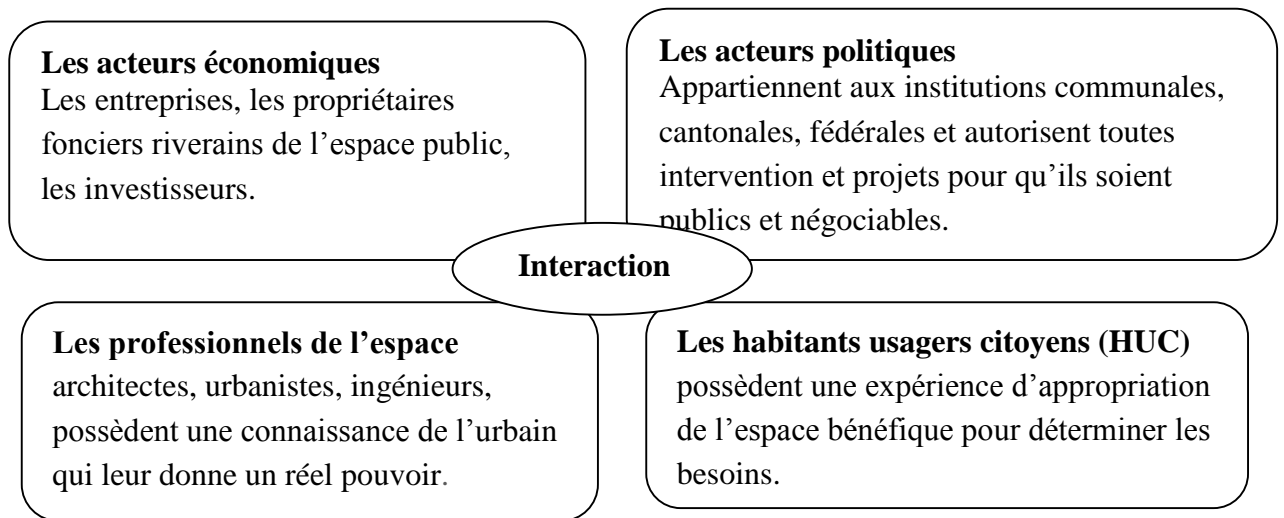 Les acteurs économiques
Les entreprises, les propriétaires
fonciers riverains de l’espace public,
les investisseurs.
Les acteurs politiques
Appartiennent aux institutions communales,
cantonales, fédérales et autorisent toutes
intervention et projets pour qu’ils soient
publics et négociables.
Interaction
Les professionnels de l’espace
architectes, urbanistes, ingénieurs,
possèdent une connaissance de l’urbain
qui leur donne un réel pouvoir.
Les habitants usagers citoyens (HUC)
possèdent une expérience d’appropriation
de l’espace bénéfique pour déterminer les
besoins.